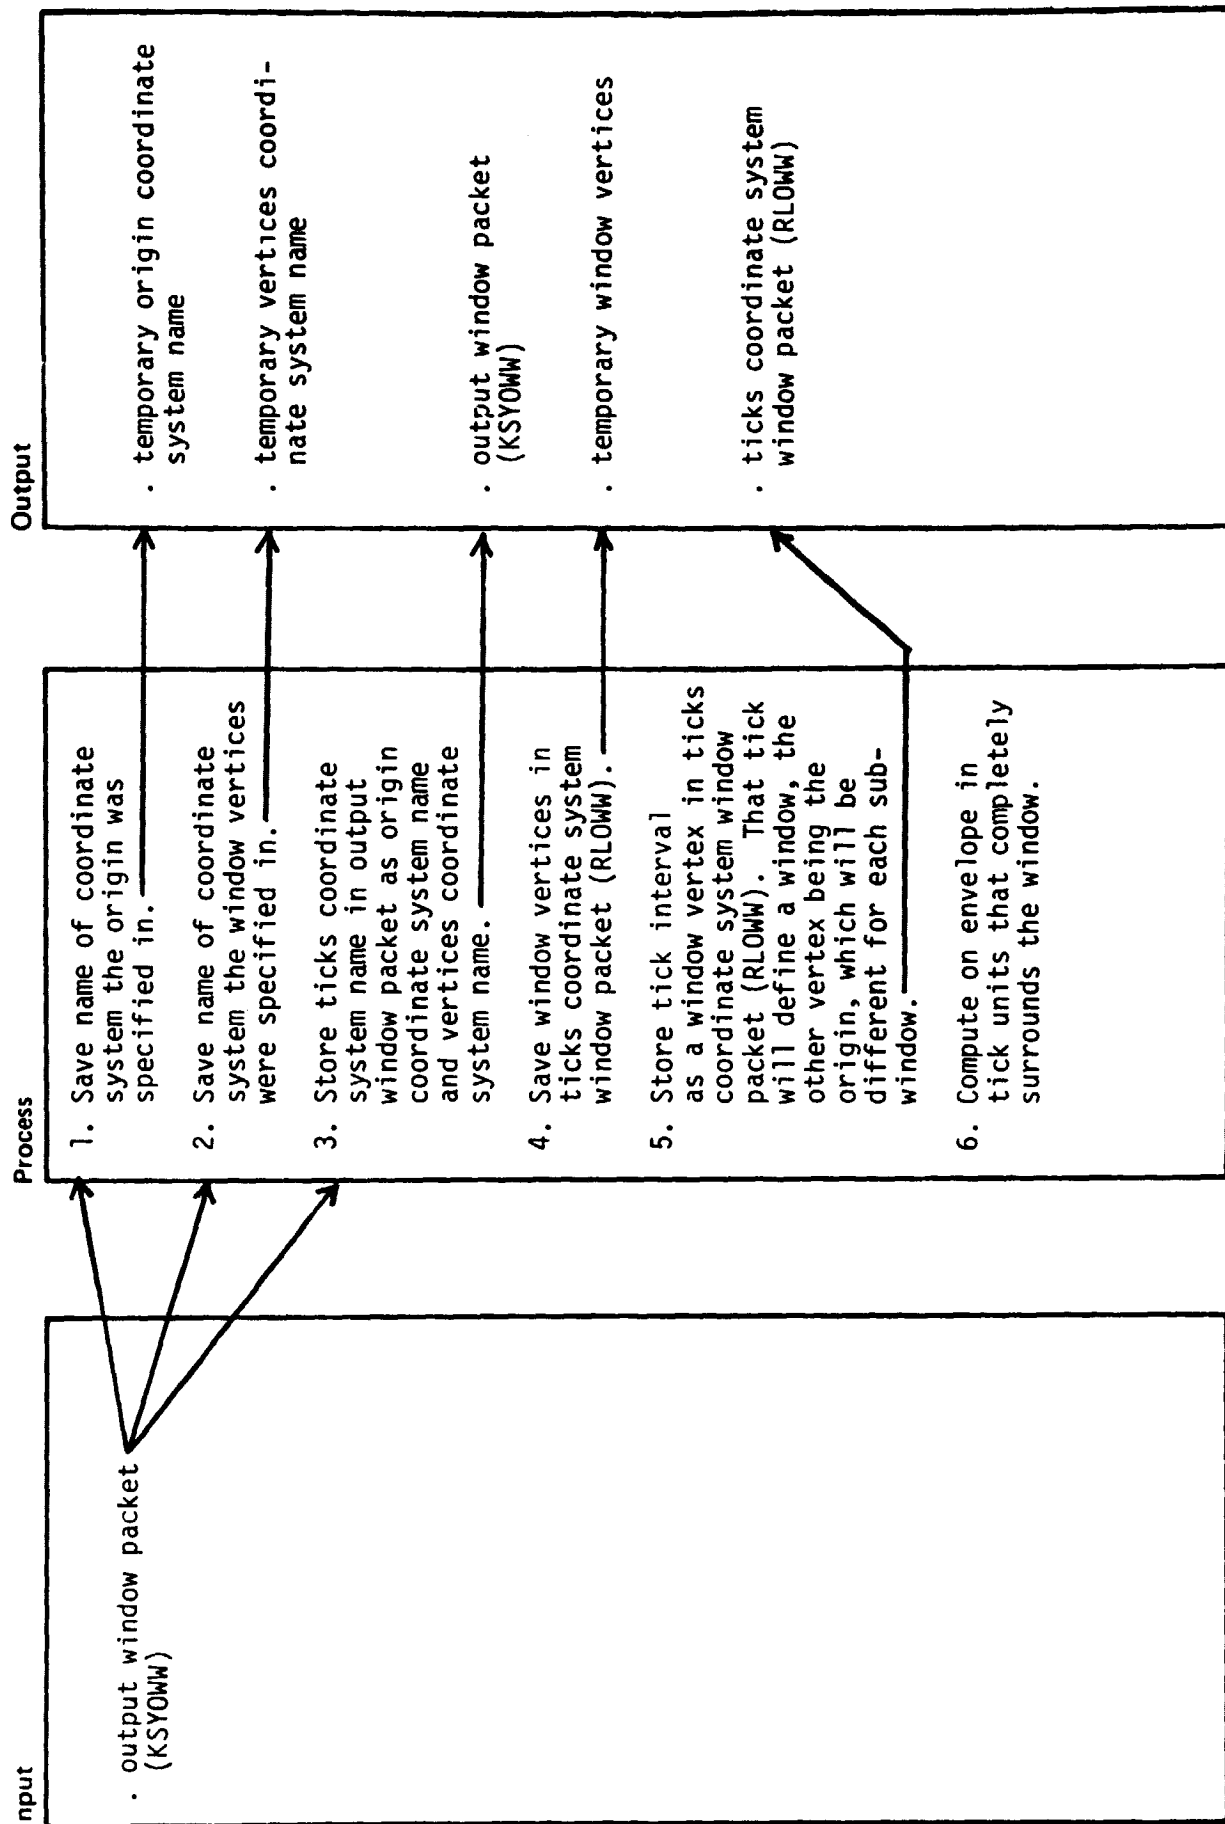 nput
. output window packet
(KSYOWW)
Process
1. Save name of coordinate
system the origin was
specified in.
2. Save name of coordinate
system the window vertices
were specified in.
3. Store ticks coordinate
system name in output
window packet as origin
coordinate system name
and vertices coordinate
system name.
4. Save window vertices in
ticks coordinate system
window packet (RLOWW).
5. Store tick interval
as a window vertex in ticks
coordinate system window
packet (RLOWW). That tick
will define a window, the
other vertex being the
origin, which will be
different for each sub-
window.
6. Compute on envelope in
tick units that completely
surrounds the window.
Output
. temporary origin coordinate
system name
. temporary vertices coordi-
nate system name
. output window packet
(KSYOWW)
. temporary window vertices
. ticks coordinate system
window packet (RLOWW)